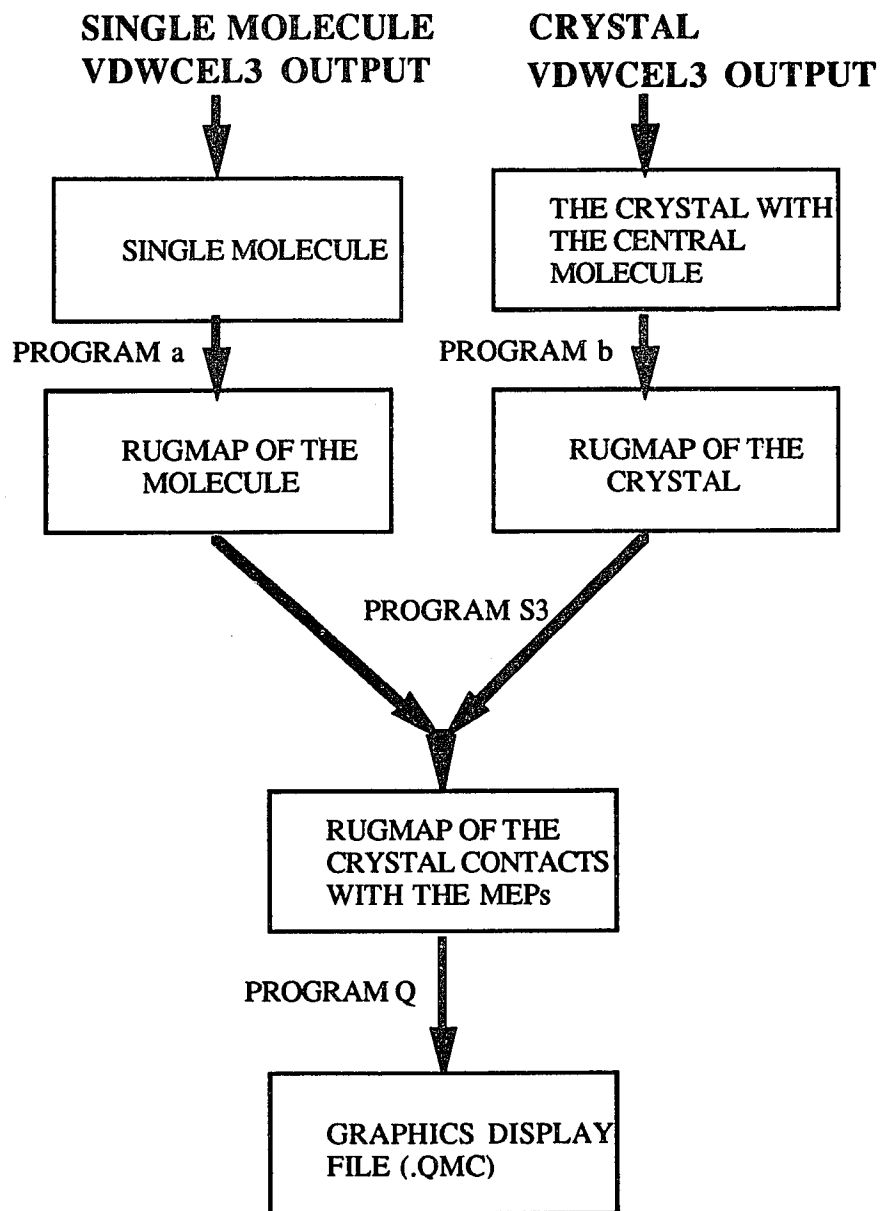 SINGLE MOLECULE
VDWCEL3 OUTPUT
CRYSTAL
VDWCEL3 OUTPUT
SINGLE MOLECULE
THE CRYSTAL WITH
THE CENTRAL
MOLECULE
PROGRAM a
PROGRAM b
RUGMAP OF THE
MOLECULE
RUGMAP OF THE
CRYSTAL
PROGRAM S3
RUGMAP OF THE
CRYSTAL CONTACTS
WITH THE MEPs
PROGRAM Q
GRAPHICS DISPLAY
FILE (.QMC)